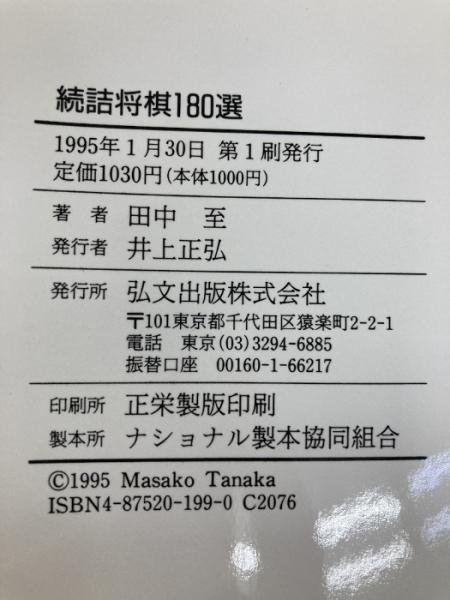 続詰将棋180選
1995年1月30日 第1刷発行
定価1030円(本体1000円)
著 者 田中 至
発行者 井上正弘
発行所 弘文出版株式会社
〒101東京都千代田区猿楽町2-2-1
電話 東京(03)3294-6885
振替口座 00160-1-66217
印刷所 正栄製版印刷
製本所 ナショナル製本協同組合
©1995 Masako Tanaka
ISBN4-87520-199-0 C2076